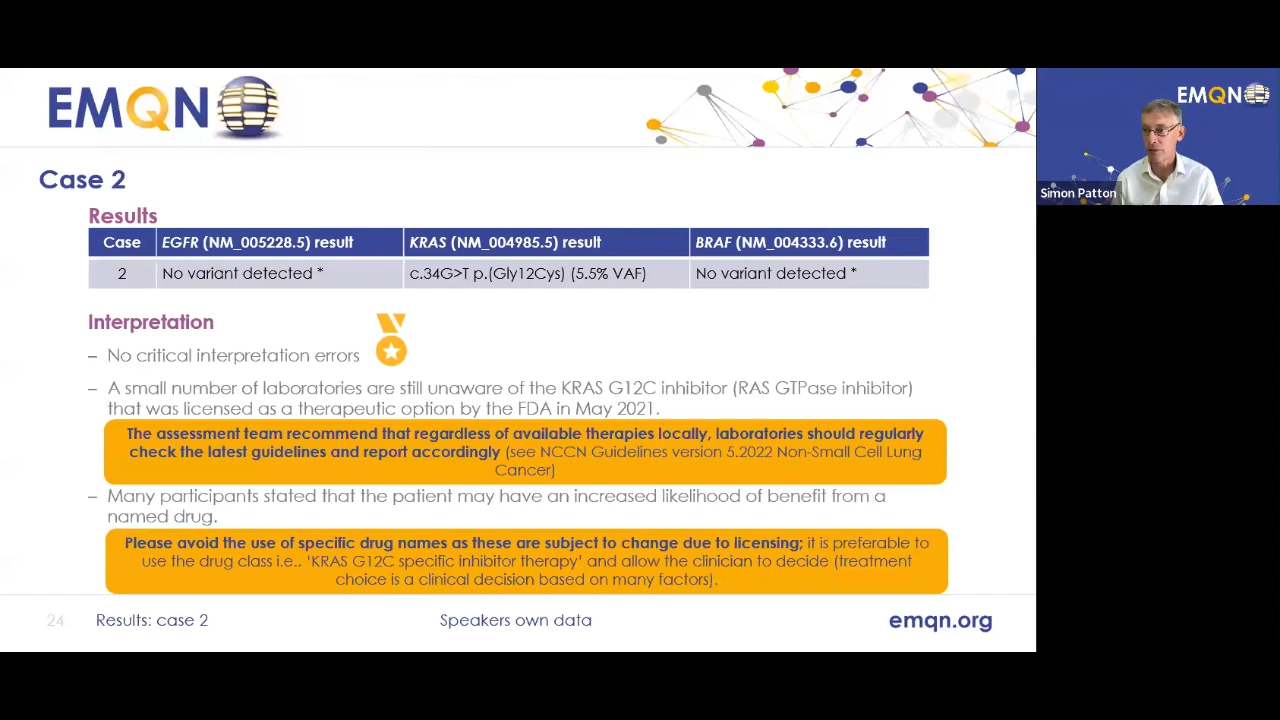 EMQN
EMQN
Simon Patton
Case 2
Results
Case EGFR (NM_005228.5) result KRAS (NM_004985.5) result BRAF (NM_004333.6) result
2 No variant detected * c.34G>T p.(Gly12Cys) (5.5% VAF) No variant detected *
Interpretation
– No critical interpretation errors
– A small number of laboratories are still unaware of the KRAS G12C inhibitor (RAS GTPase inhibitor)
that was licensed as a therapeutic option by the FDA in May 2021.
The assessment team recommend that regardless of available therapies locally, laboratories should regularly
check the latest guidelines and report accordingly (see NCCN Guidelines version 5.2022 Non-Small Cell Lung
Cancer)
– Many participants stated that the patient may have an increased likelihood of benefit from a
named drug.
Please avoid the use of specific drug names as these are subject to change due to licensing; it is preferable to
use the drug class i.e., ‘KRAS G12C specific inhibitor therapy’ and allow the clinician to decide (treatment
choice is a clinical decision based on many factors).
24 Results: case 2 Speakers own data emqn.org